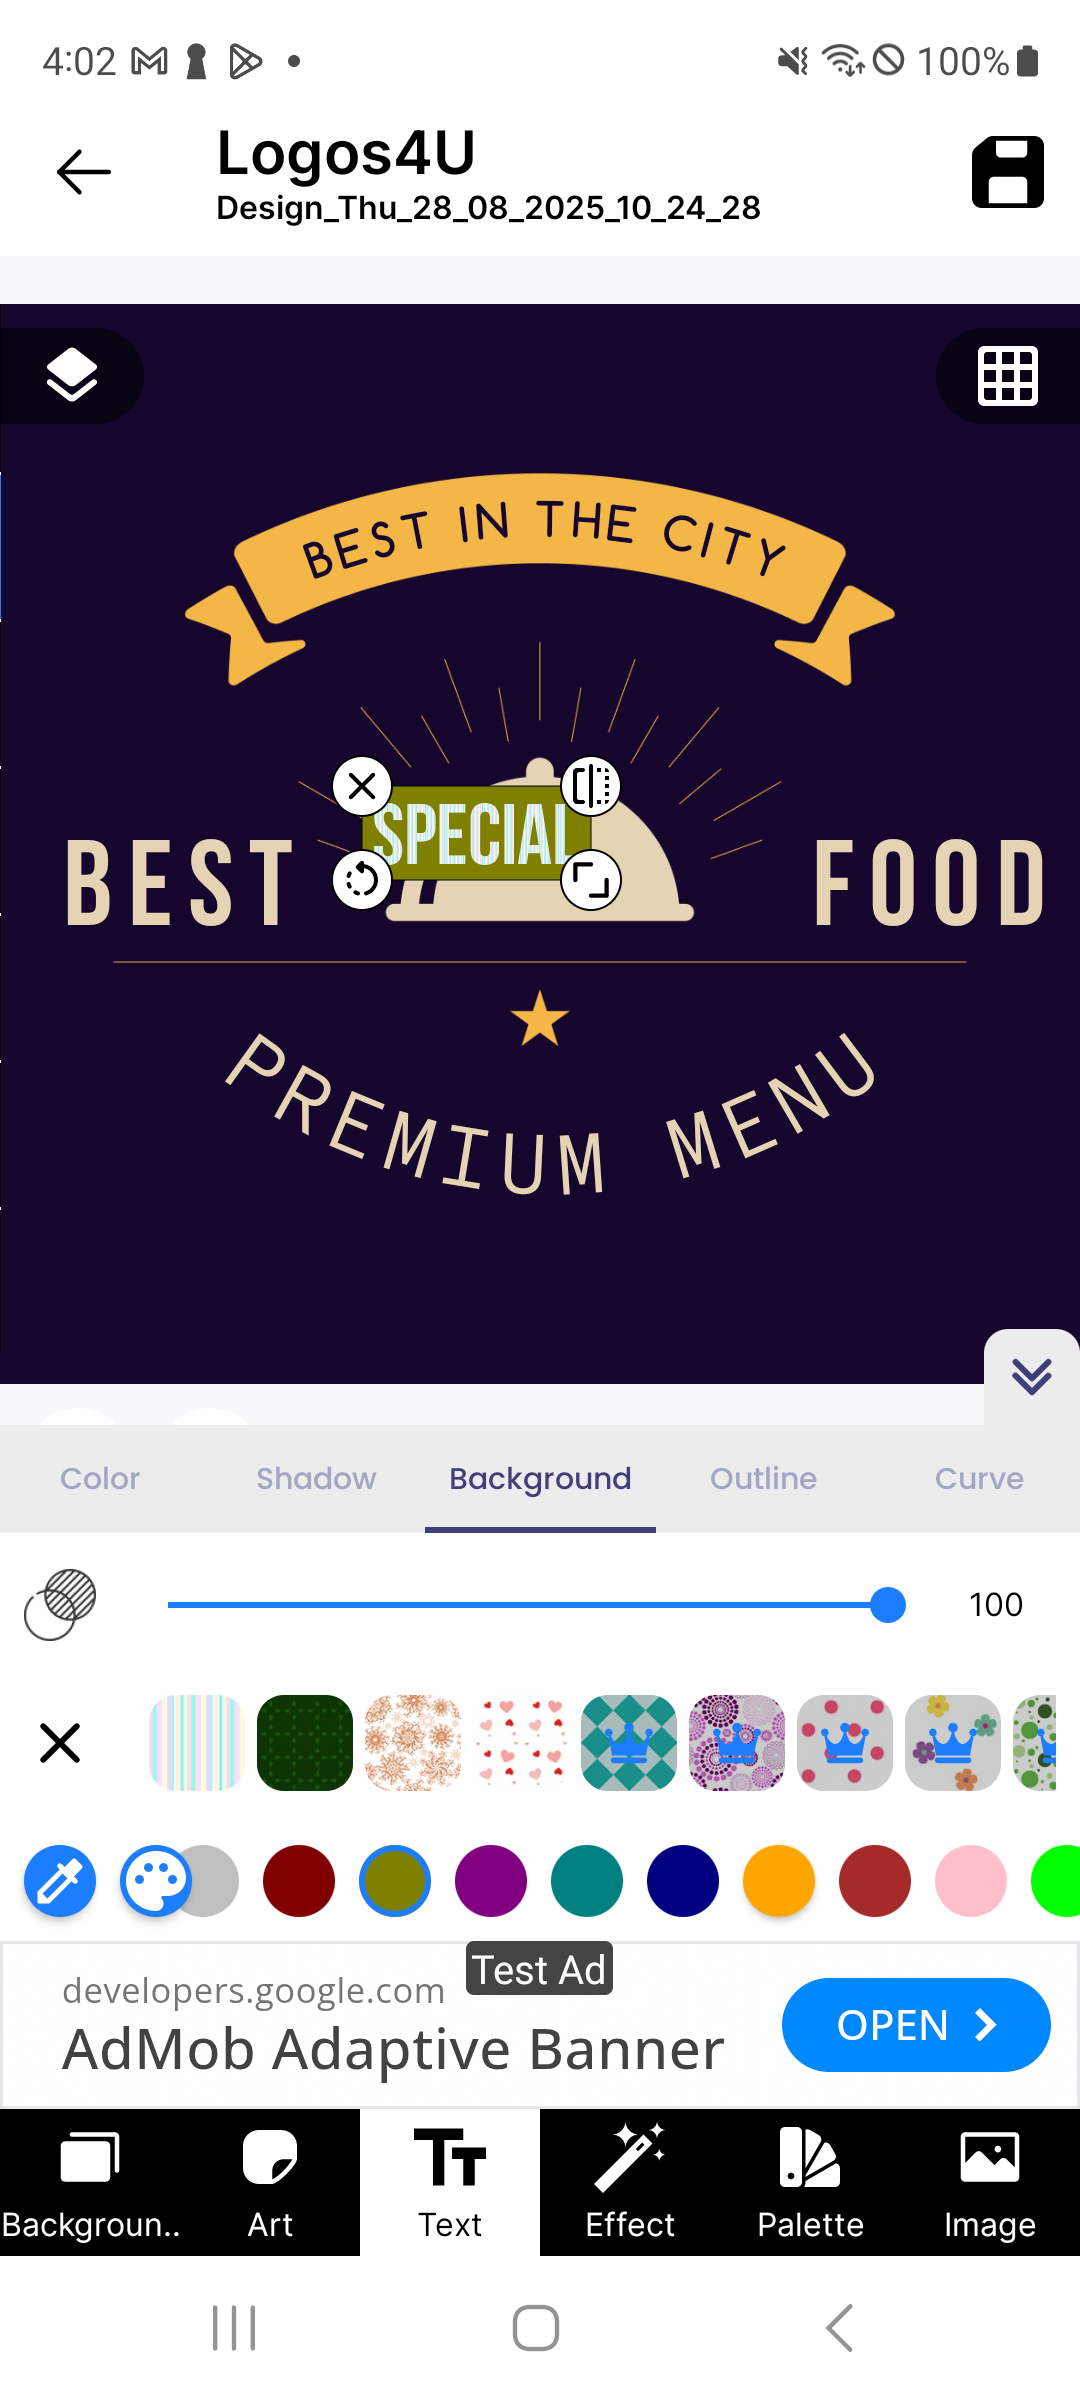 4:02
100%
Logos4U
Design_Thu_28_08_2025_10_24_28
BEST IN THE CITY
SPECIAL
BEST
FOOD
PREMIUM MENU
Color
Shadow
Background
Outline
Curve
100
Test Ad
developers.google.com
AdMob Adaptive Banner
OPEN
Backgroun..
Art
Text
Effect
Palette
Image